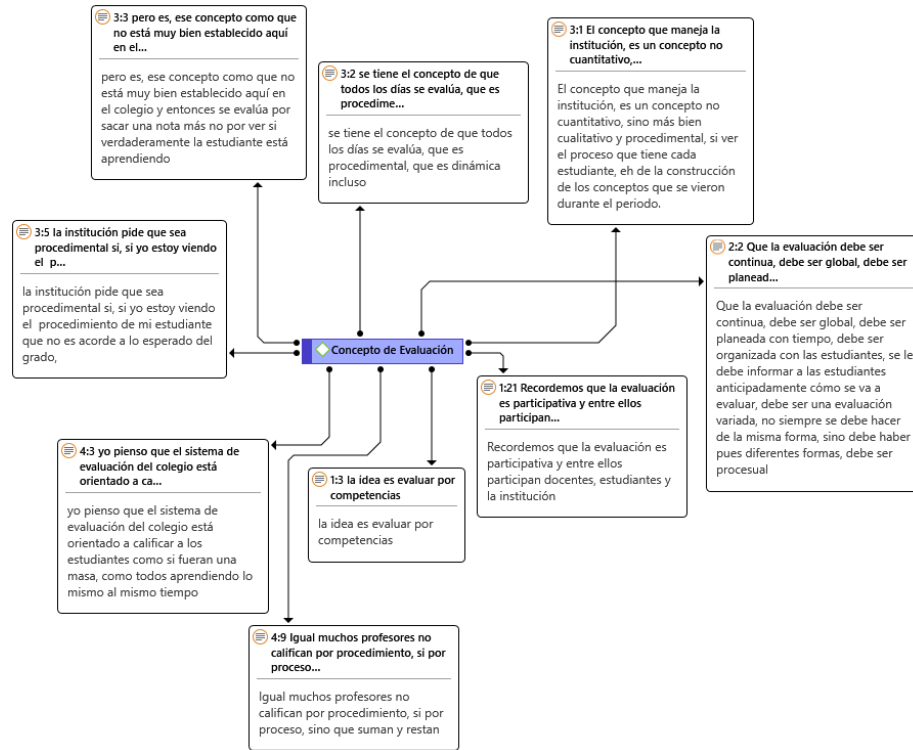 3:3 pero es, ese concepto como que
no está muy bien establecido aquí
en el...
pero es, ese concepto como que no
está muy bien establecido aquí en
el colegio y entonces se evalúa por
sacar una nota más no por ver si
verdaderamente la estudiante está
aprendiendo
3:2 se tiene el concepto de que
todos los días se evalúa, que es
procedime...
se tiene el concepto de que todos
los días se evalúa, que es
procedimental, que es dinámica
incluso
3:1 El concepto que maneja la
institución, es un concepto no
cuantitativo,...
El concepto que maneja la
institución, es un concepto no
cuantitativo, sino más bien
cualitativo y procedimental, si ver
el proceso que tiene cada
estudiante, eh de la construcción
de los conceptos que se vieron
durante el periodo.
3:5 la institución pide que sea
procedimental si, si yo estoy viendo
el  p...
la institución pide que sea
procedimental si, si yo estoy viendo
el  procedimiento de mi estudiante
que no es acorde a lo esperado del
grado,
2:2 Que la evaluación debe ser
continua, debe ser global, debe ser
planead...
Que la evaluación debe ser
continua, debe ser global, debe ser
planeada con tiempo, debe ser
organizada con las estudiantes, se le
debe informar a las estudiantes
anticipadamente cómo se va a
evaluar, debe ser una evaluación
variada, no siempre se debe hacer
de la misma forma, sino debe haber
pues diferentes formas, debe ser
procesual
Concepto de Evaluación
1:21 Recordemos que la evaluación
es participativa y entre ellos
participan...
Recordemos que la evaluación es
participativa y entre ellos
participan docentes, estudiantes y
la institución
4:3 yo pienso que el sistema de
evaluación del colegio está
orientado a ca...
yo pienso que el sistema de
evaluación del colegio está
orientado a calificar a los
estudiantes como si fueran una
masa, como todos aprendiendo lo
mismo al mismo tiempo
1:3 la idea es evaluar por
competencias
la idea es evaluar por
competencias
4:9 Igual muchos profesores no
califican por procedimiento, si por
proceso...
Igual muchos profesores no
califican por procedimiento, si por
proceso, sino que suman y restan